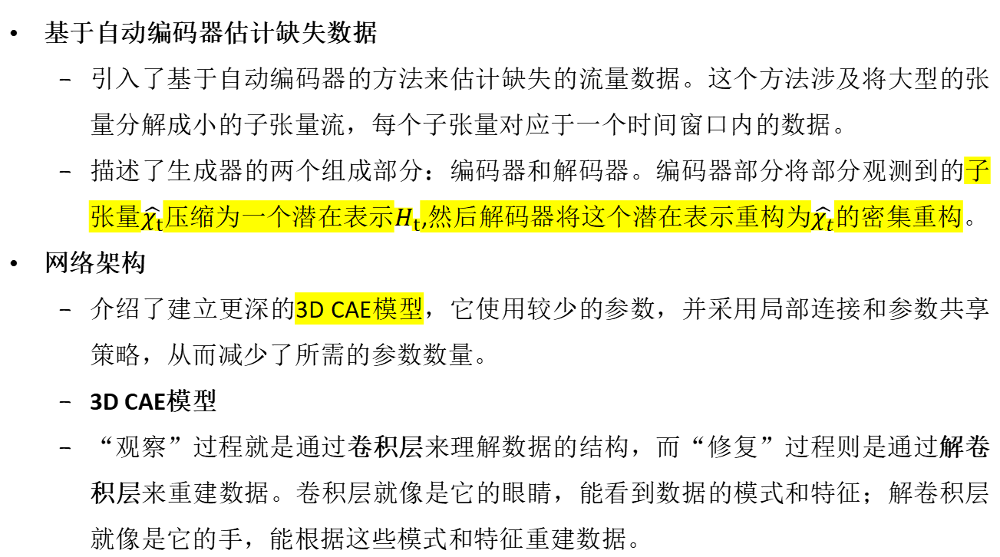 • 基于自动编码器估计缺失数据
– 引入了基于自动编码器的方法来估计缺失的流量数据。这个方法涉及将大型的张
量分解成小的子张量流，每个子张量对应于一个时间窗口内的数据。
– 描述了生成器的两个组成部分：编码器和解码器。编码器部分将部分观测到的子
张量χ̂ₜ压缩为一个潜在表示Hₜ,然后解码器将这个潜在表示重构为χ̂ₜ的密集重构。
• 网络架构
– 介绍了建立更深的3D CAE模型，它使用较少的参数，并采用局部连接和参数共享
策略，从而减少了所需的参数数量。
– 3D CAE模型
– “观察”过程就是通过卷积层来理解数据的结构，而“修复”过程则是通过解卷
积层来重建数据。卷积层就像是它的眼睛，能看到数据的模式和特征；解卷积层
就像是它的手，能根据这些模式和特征重建数据。